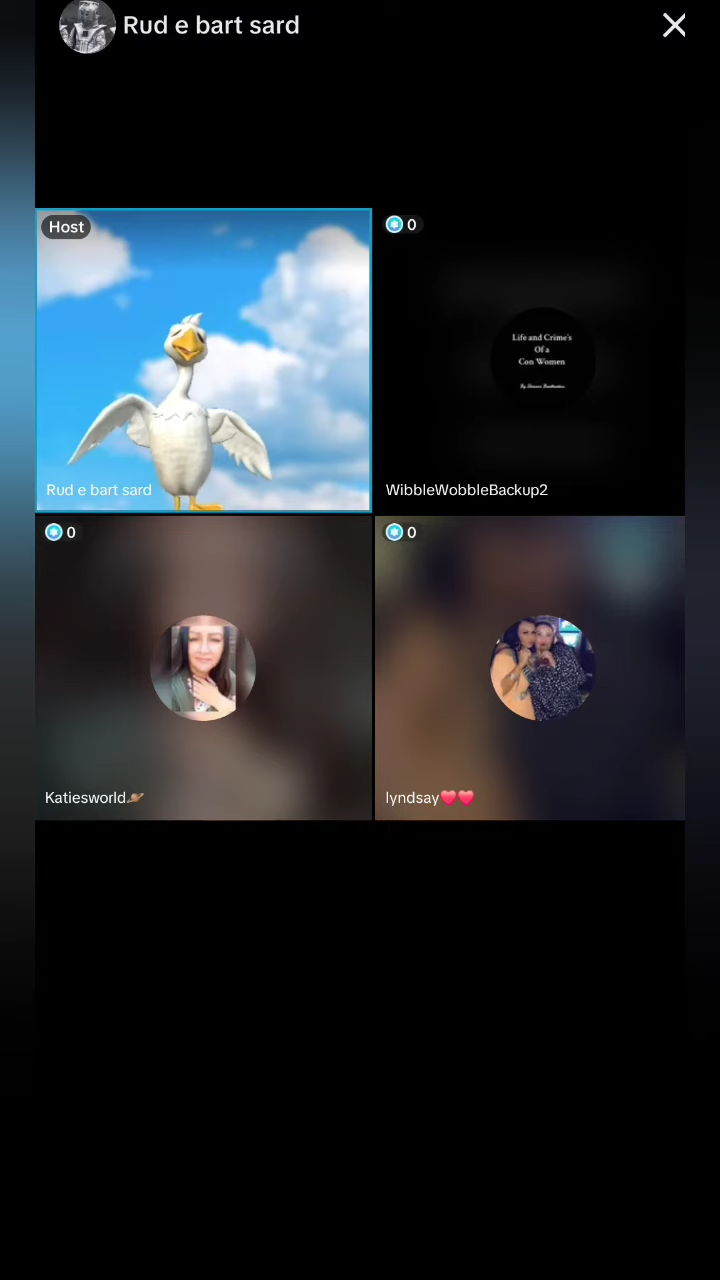 Rud e bart sard
Host
0
Life and Crime's
Of a
Con Women
Rud e bart sard
WibbleWobbleBackup2
0
0
Katiesworld🪐
lyndsay💗💗